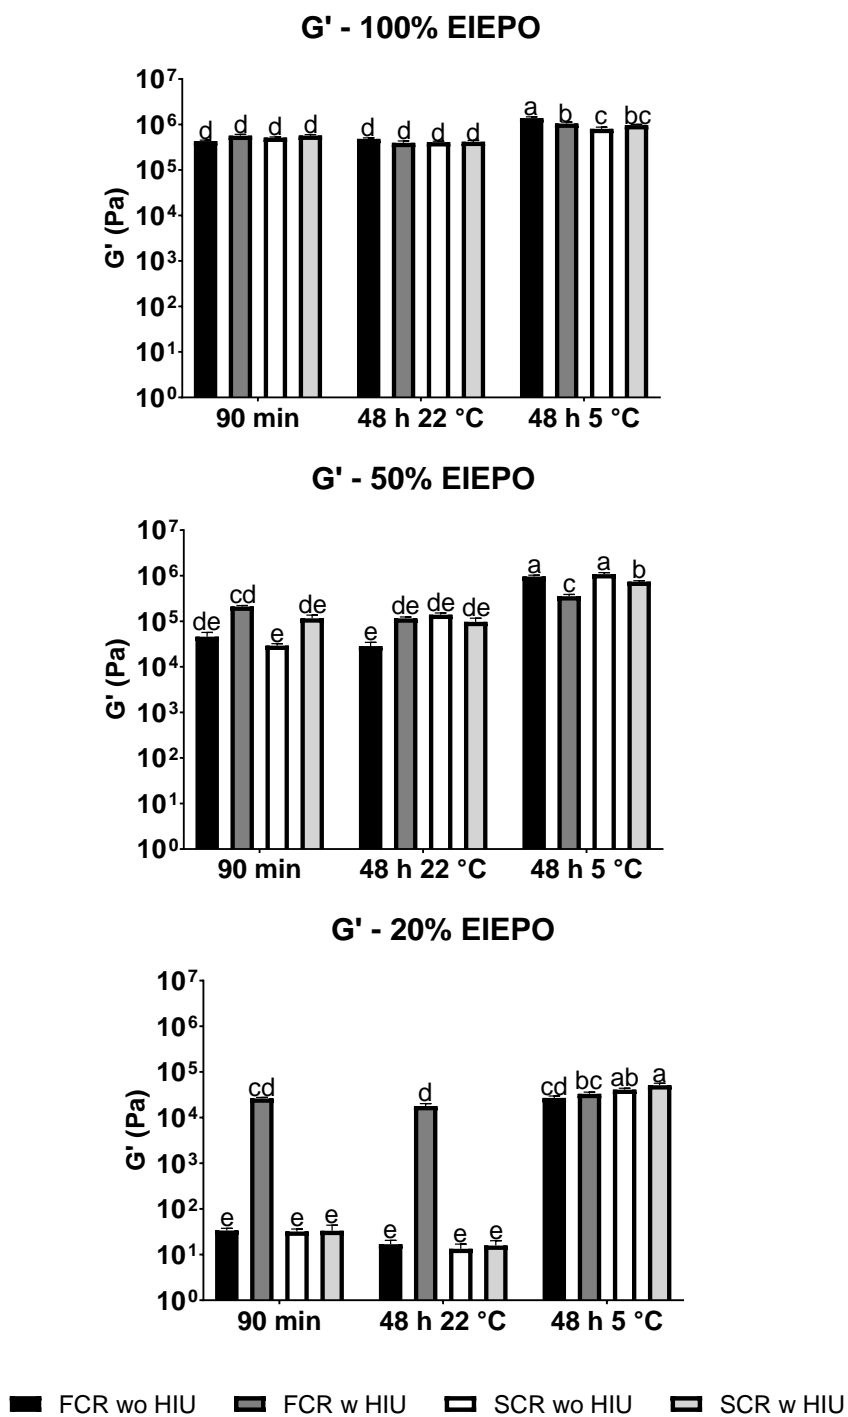 G' - 100% EIEPO
10⁷
10⁶
10⁵
10⁴
10³
10²
10¹
10⁰
G' (Pa)
d d d d d d d d a b c bc
90 min 48 h 22 °C 48 h 5 °C
G' - 50% EIEPO
10⁷
10⁶
10⁵
10⁴
10³
10²
10¹
10⁰
G' (Pa)
de cd e de e de de de a c a b
90 min 48 h 22 °C 48 h 5 °C
G' - 20% EIEPO
10⁷
10⁶
10⁵
10⁴
10³
10²
10¹
10⁰
G' (Pa)
e cd e e e d e e cd bc ab a
90 min 48 h 22 °C 48 h 5 °C
FCR wo HIU FCR w HIU SCR wo HIU SCR w HIU